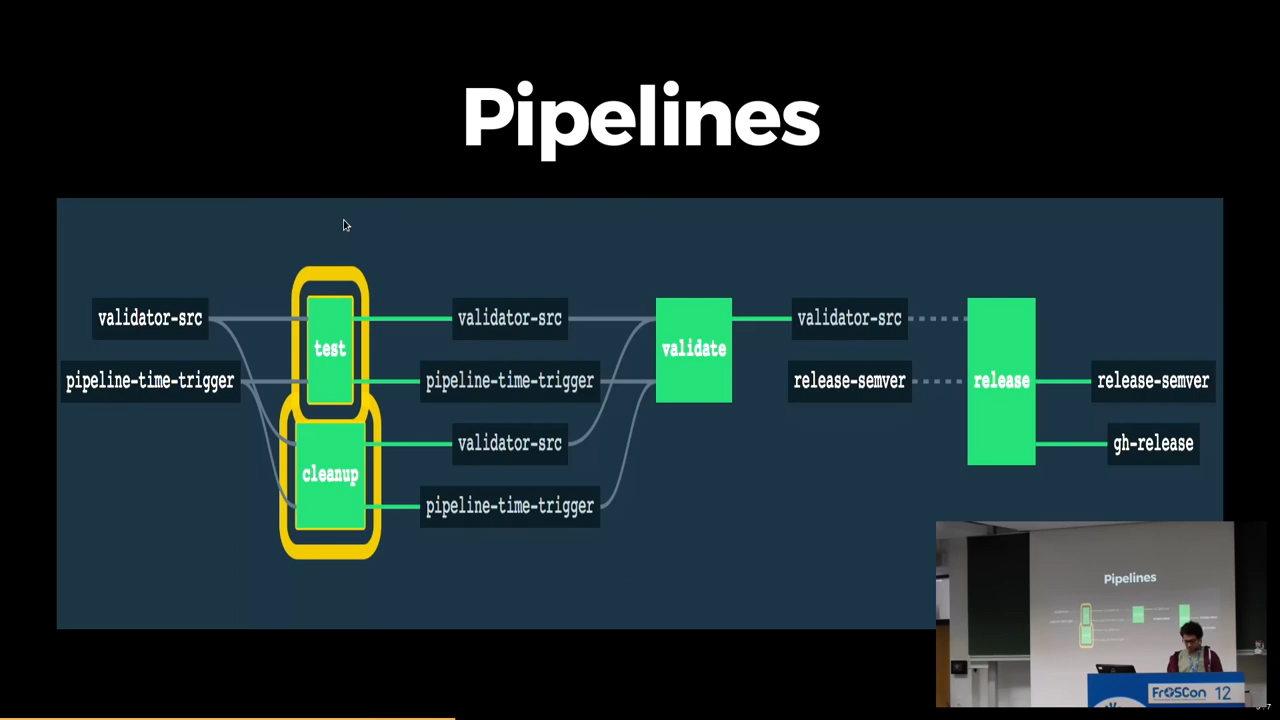 Pipelines
validator-src
pipeline-time-trigger
test
cleanup
validator-src
pipeline-time-trigger
validator-src
pipeline-time-trigger
validate
validator-src
release-semver
release
release-semver
gh-release
Pipelines
FrOSCon 12